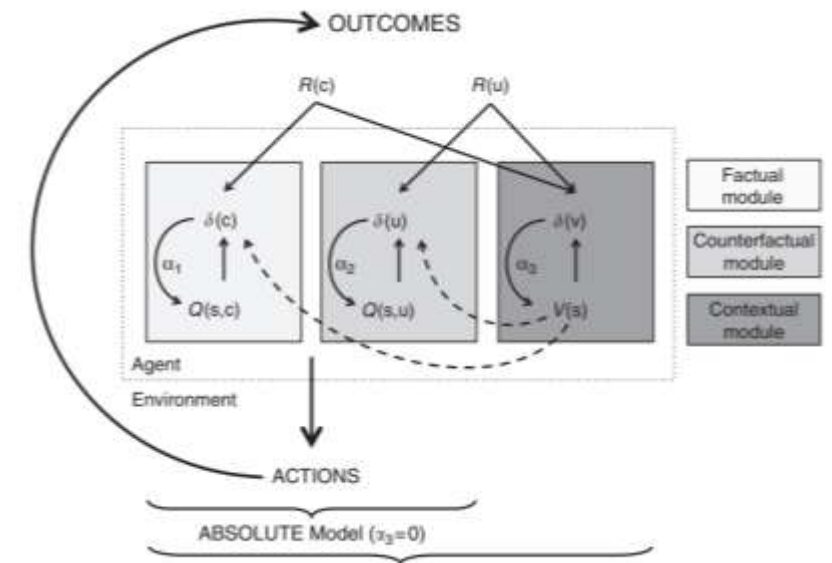 OUTCOMES
R(c)
R(u)
δ(c)
δ(u)
δ(v)
α1
α2
α3
Q(s,c)
Q(s,u)
V(s)
Factual
module
Counterfactual
module
Contextual
module
Agent
Environment
ACTIONS
ABSOLUTE Model (α3=0)